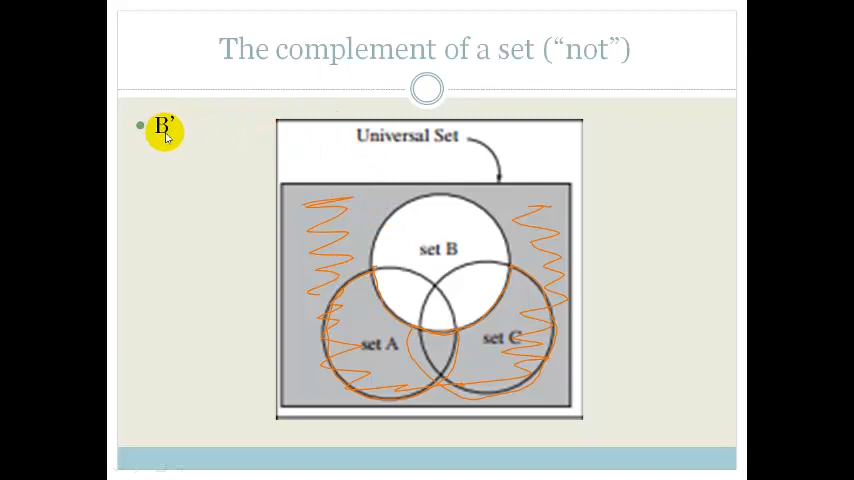 The complement of a set (“not”)
B’
Universal Set
set B
set A
set C